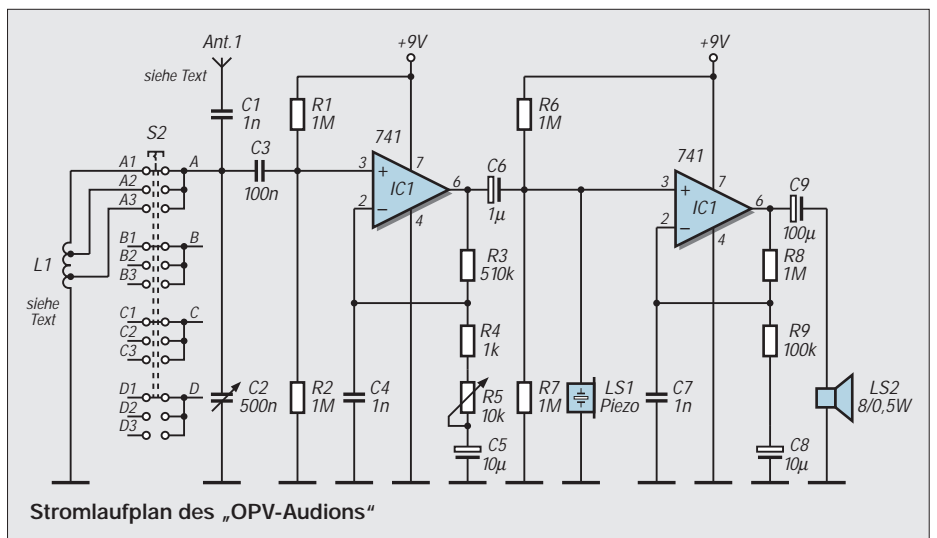 Ant.1
siehe Text
+9V
+9V
C1
1n
R1
1M
R6
1M
S2
C3
100n
741
741
A1
A
A2
A3
3
+
7
IC1
6
2
−
4
C6
1µ
3
+
7
IC1
6
2
−
4
C9
100µ
B1
B
B2
B3
L1
siehe
Text
R3
510k
R8
1M
C1
C
C2
C3
R4
1k
R9
100k
D1
D
D2
D3
C2
500n
R2
1M
C4
1n
R5
10k
R7
1M
LS1
Piezo
C7
1n
LS2
8/0,5W
C5
10µ
C8
10µ
Stromlaufplan des „OPV-Audions“